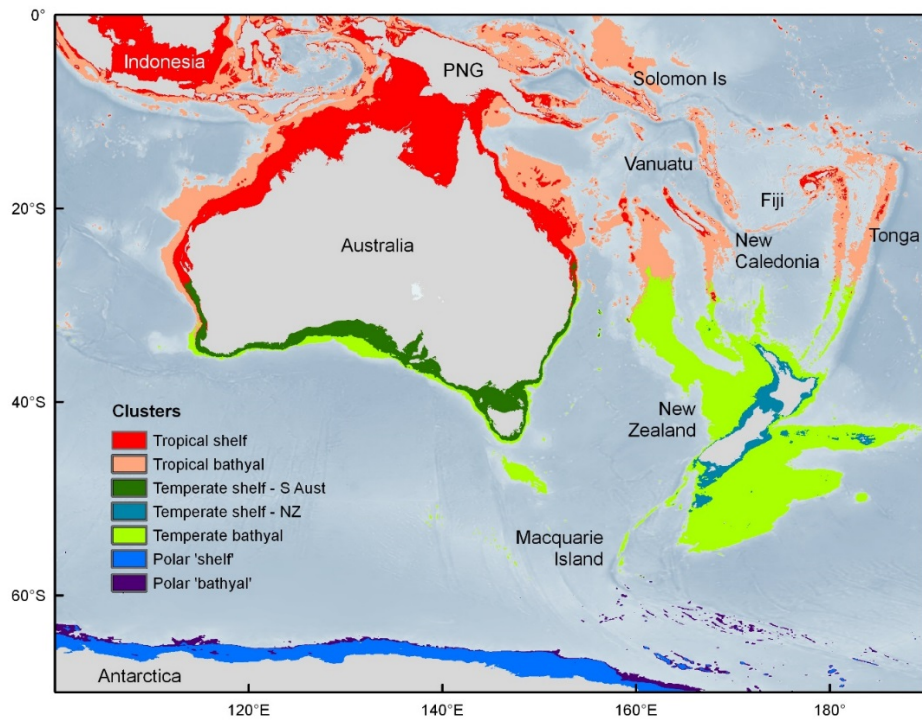 0°
Indonesia
PNG
Solomon Is
Vanuatu
20°S
Fiji
Australia
New
Caledonia
Tonga
40°S
New
Zealand
Clusters
Tropical shelf
Tropical bathyal
Temperate shelf - S Aust
Temperate shelf - NZ
Temperate bathyal
Polar 'shelf'
Polar 'bathyal'
Macquarie
Island
60°S
Antarctica
120°E
140°E
160°E
180°